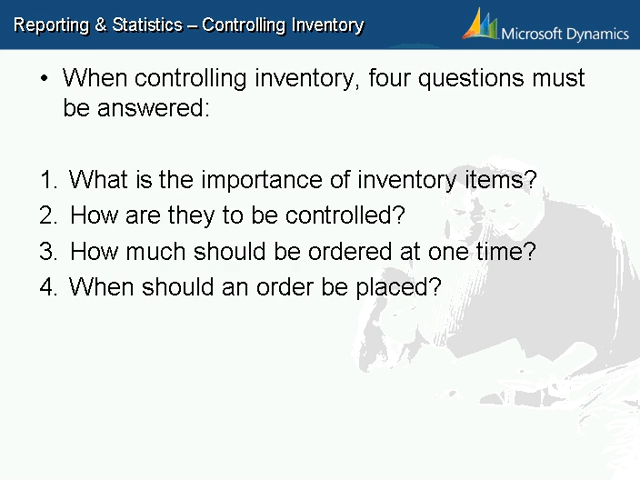 Reporting & Statistics – Controlling Inventory
Microsoft Dynamics
• When controlling inventory, four questions must
be answered:
1. What is the importance of inventory items?
2. How are they to be controlled?
3. How much should be ordered at one time?
4. When should an order be placed?